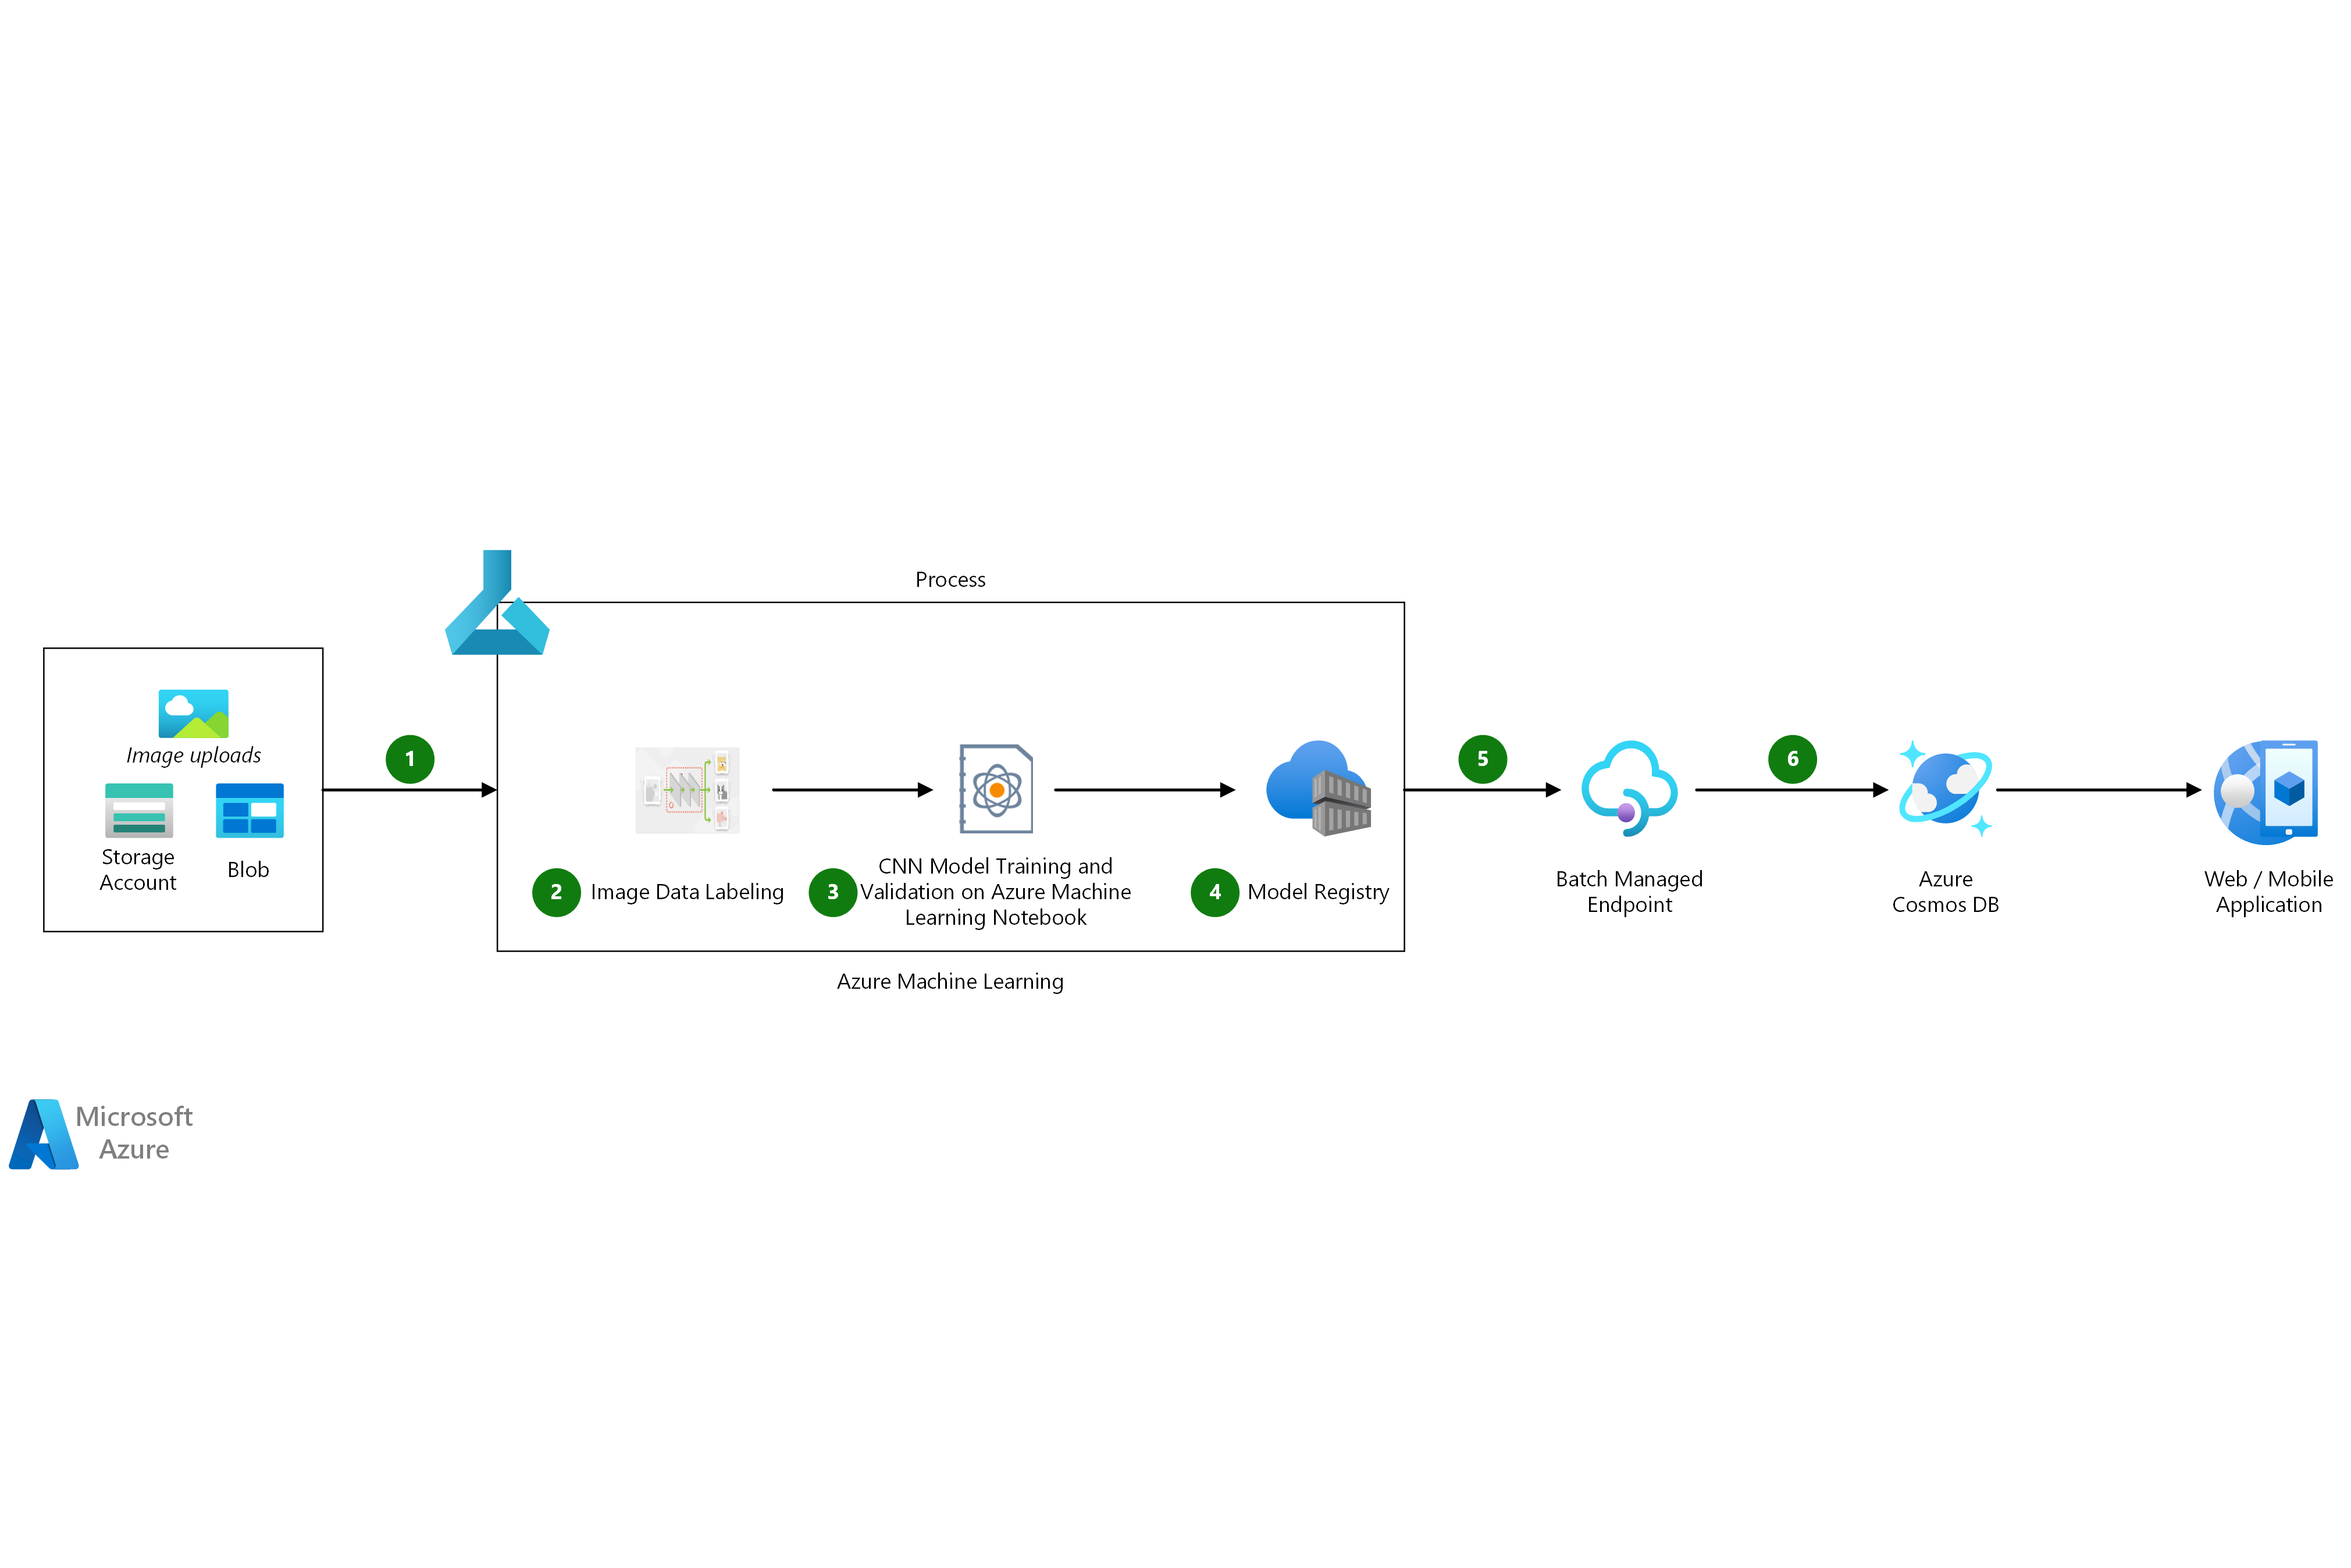 Process
Image uploads
Storage
Account
Blob
1
2
Image Data Labeling
3
CNN Model Training and
Validation on Azure Machine
Learning Notebook
4
Model Registry
Azure Machine Learning
5
Batch Managed
Endpoint
6
Azure
Cosmos DB
Web / Mobile
Application
Microsoft
Azure